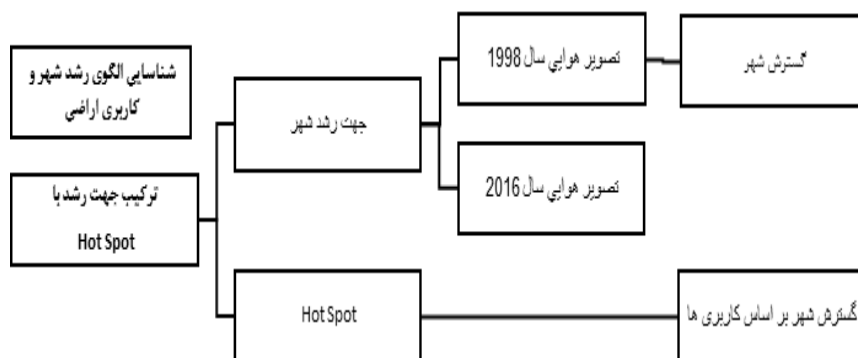 شناسایی الگوی رشد شهر و
کاربری اراضی
ترکیب جهت رشد با
Hot Spot
جهت رشد شهر
Hot Spot
تصویر هوایی سال 1998
تصویر هوایی سال 2016
گسترش شهر
گسترش شهر بر اساس کاربری ها